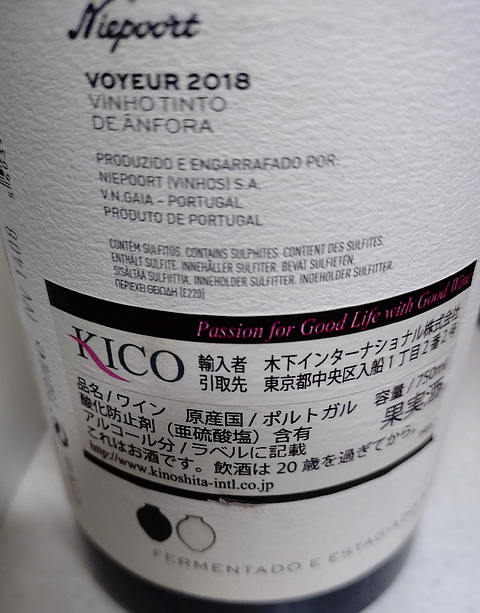 Niepoort
VOYEUR 2018
VINHO TINTO
DE ÂNFORA
PRODUZIDO E ENGARRAFADO POR:
NIEPOORT (VINHOS) S.A.
V.N.GAIA - PORTUGAL
PRODUTO DE PORTUGAL
CONTÉM SULFITOS. CONTAINS SULPHITES. CONTIENT DES SULFITES.
ENTHÄLT SULFITE. INNEHÅLLER SULFITER. BEVAT SULFIETEN.
SISÄLTÄÄ SULFIITTIA. INNEHOLDER SULFITTER. INDEHOLDER SULFITTER.
ΠΕΡΙΕΧΕΙ ΘΕΙΩΔΗ (E220)
Passion for Good Life with Good Wine
KICO
輸入者 木下インターナショナル株式会社
引取先 東京都中央区入船1丁目2番2号
品名/ワイン 原産国/ポルトガル 容量/750ml
酸化防止剤(亜硫酸塩)含有 果実酒
アルコール分/ラベルに記載
これはお酒です。飲酒は20歳を過ぎてから。
http://www.kinoshita-intl.co.jp
FERMENTADO E ESTAGIADO